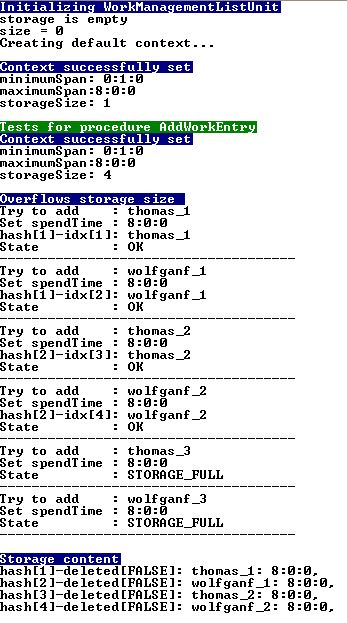 Initializing WorkManagementListUnit
storage is empty
size = 0
Creating default context...
Context successfully set
minimumSpan: 0:1:0
maximumSpan:8:0:0
storageSize: 1
Tests for procedure AddWorkEntry
Context successfully set
minimumSpan: 0:1:0
maximumSpan:8:0:0
storageSize: 4
Overflows storage size
Try to add    : thomas_1
Set spendTime : 8:0:0
hash[1]-idx[1]: thomas_1
State         : OK
------------------------------------
Try to add    : wolfganf_1
Set spendTime : 8:0:0
hash[1]-idx[2]: wolfganf_1
State         : OK
------------------------------------
Try to add    : thomas_2
Set spendTime : 8:0:0
hash[2]-idx[3]: thomas_2
State         : OK
------------------------------------
Try to add    : wolfganf_2
Set spendTime : 8:0:0
hash[2]-idx[4]: wolfganf_2
State         : OK
------------------------------------
Try to add    : thomas_3
Set spendTime : 8:0:0
State         : STORAGE_FULL
------------------------------------
Try to add    : wolfganf_3
Set spendTime : 8:0:0
State         : STORAGE_FULL
------------------------------------
Storage content
hash[1]-deleted[FALSE]: thomas_1: 8:0:0,
hash[2]-deleted[FALSE]: wolfganf_1: 8:0:0,
hash[3]-deleted[FALSE]: thomas_2: 8:0:0,
hash[4]-deleted[FALSE]: wolfganf_2: 8:0:0,